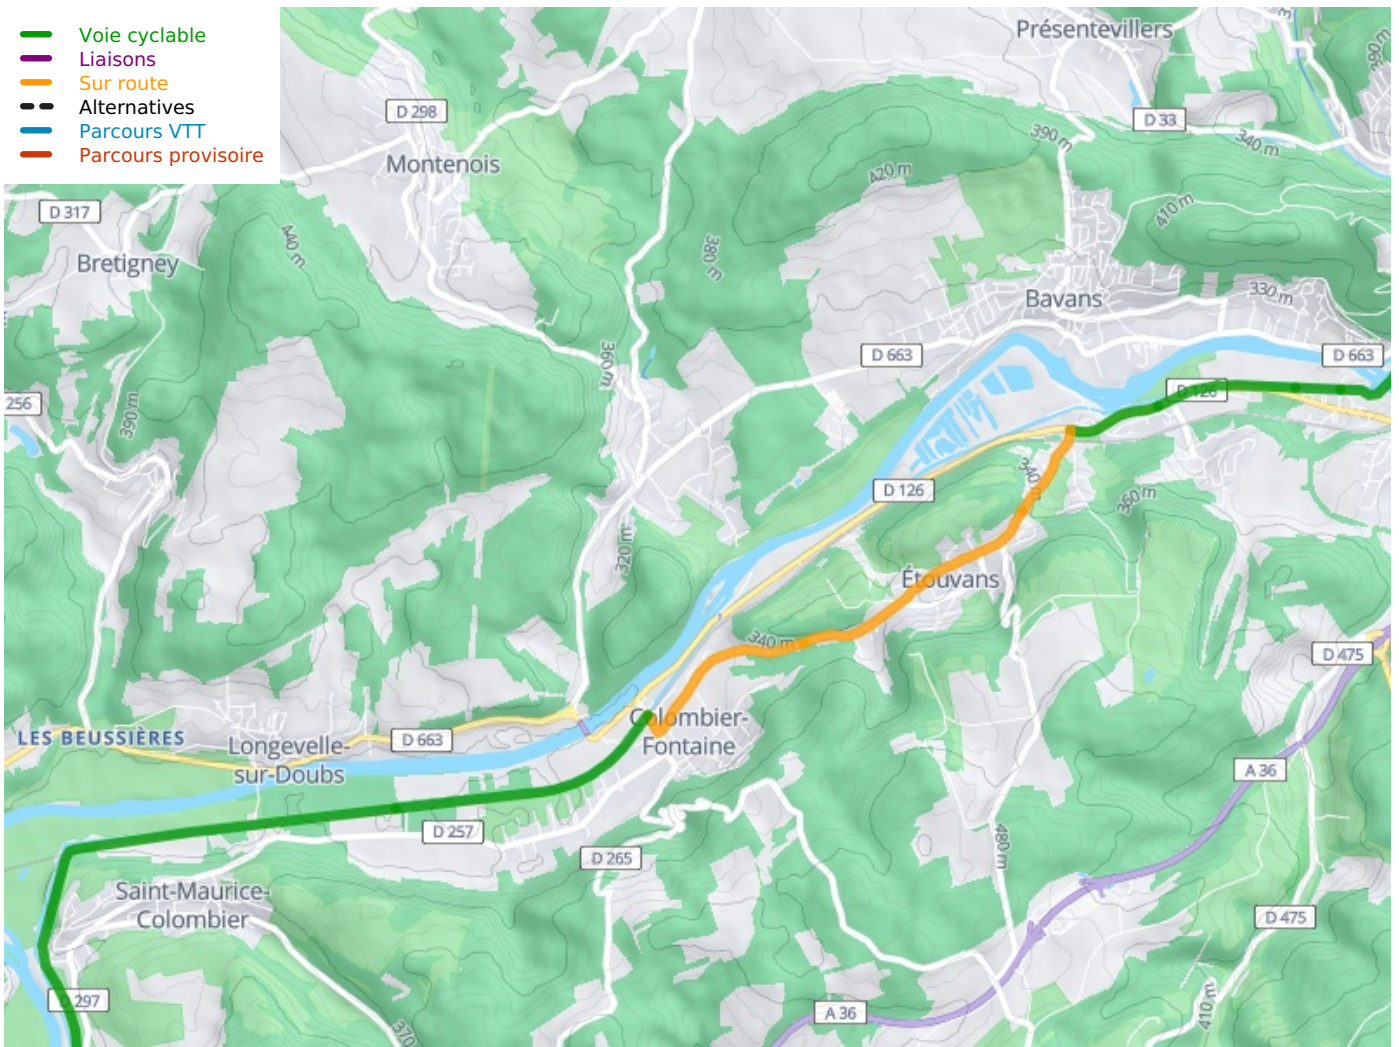 Voie cyclable
Liaisons
Sur route
Alternatives
Parcours VTT
Parcours provisoire
Présentevillers
D 298
D 33
390 m
340 m
Montenois
420 m
D 317
410 m
440 m
380 m
Bretigney
330 m
Bavans
D 663
D 663
360 m
D 126
256
390 m
340 m
D 126
360 m
320 m
Étouvans
340 m
D 475
Colombier-
Fontaine
LES BEUSSIÈRES
D 663
Longevelle-
sur-Doubs
A 36
D 257
480 m
D 265
Saint-Maurice-
Colombier
D 475
D 297
A 36
410 m
370